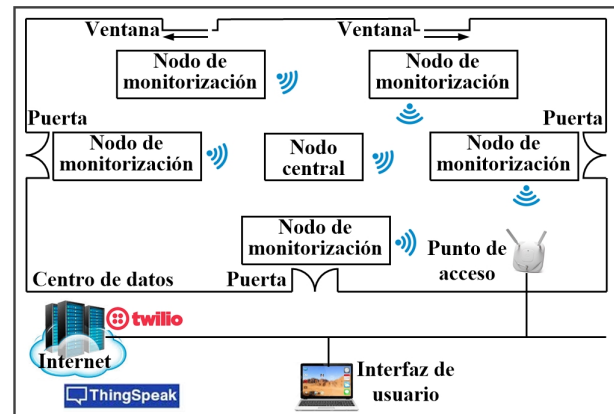 Ventana
Ventana
Nodo de
monitorización
Nodo de
monitorización
Puerta
Puerta
Nodo de
monitorización
Nodo
central
Nodo de
monitorización
Nodo de
monitorización
Punto de
acceso
Centro de datos
Puerta
twilio
Internet
Interfaz de
usuario
ThingSpeak